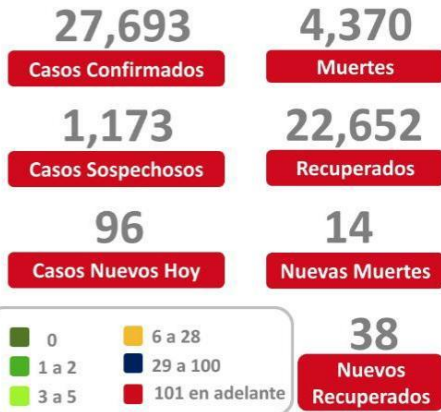 27,693
Casos Confirmados
4,370
Muertes
1,173
Casos Sospechosos
22,652
Recuperados
96
Casos Nuevos Hoy
14
Nuevas Muertes
0
1 a 2
3 a 5
6 a 28
29 a 100
101 en adelante
38
Nuevos
Recuperados